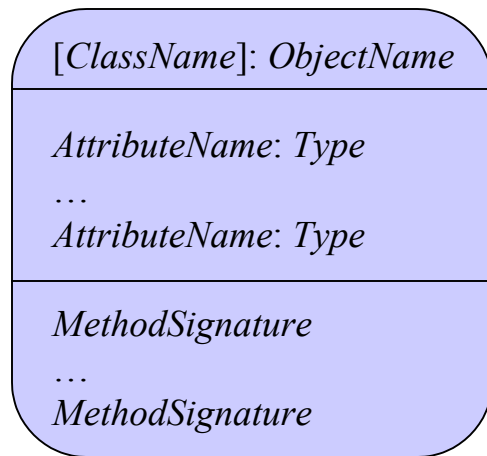 [ClassName]: ObjectName
AttributeName: Type
…
AttributeName: Type
MethodSignature
…
MethodSignature